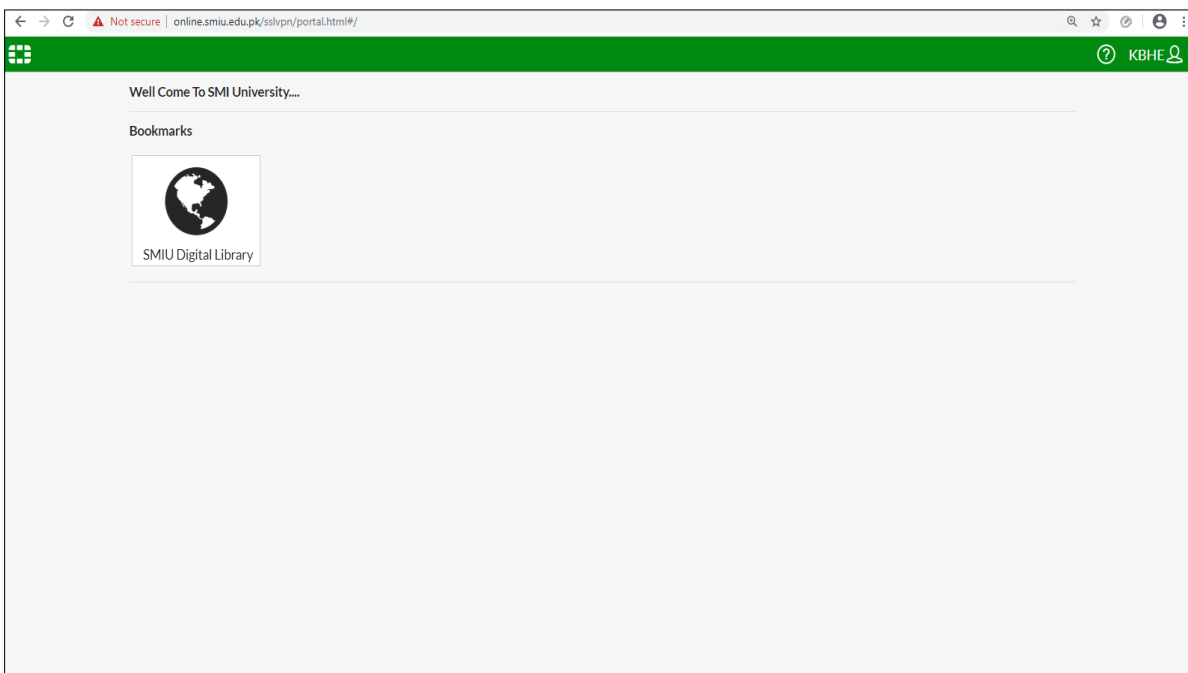 Not secure | online.smiu.edu.pk/sslvpn/portal.html#/
KBHE
Well Come To SMI University....
Bookmarks
SMIU Digital Library